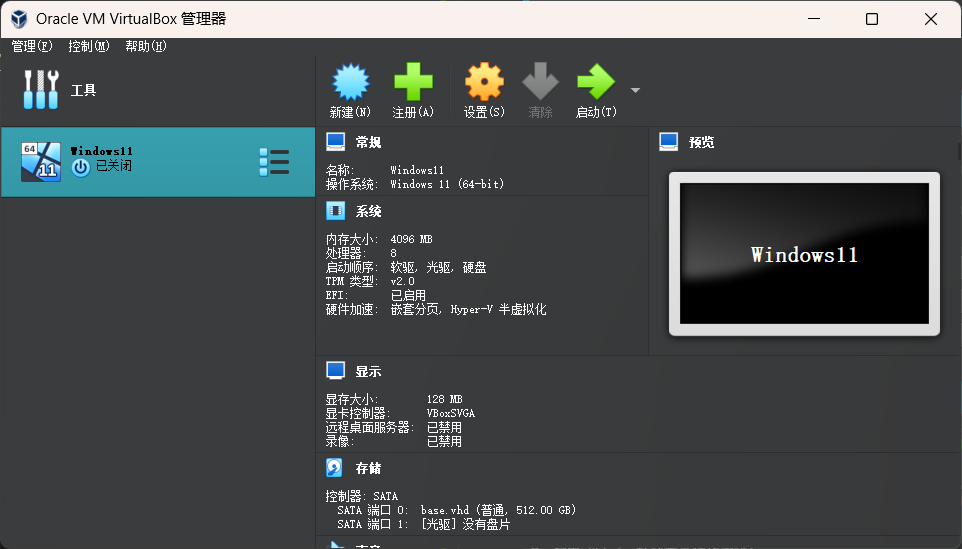 Oracle VM VirtualBox 管理器
管理(F) 控制(M) 帮助(H)
工具
新建(N) 注册(A) 设置(S) 清除 启动(T)
64
11
Windows11
已关闭
常规
名称: Windows11
操作系统: Windows 11 (64-bit)
预览
Windows11
系统
内存大小: 4096 MB
处理器: 8
启动顺序: 软驱, 光驱, 硬盘
TPM 类型: v2.0
EFI: 已启用
硬件加速: 嵌套分页, Hyper-V 半虚拟化
显示
显存大小: 128 MB
显卡控制器: VBoxSVGA
远程桌面服务器: 已禁用
录像: 已禁用
存储
控制器: SATA
SATA 端口 0: base.vhd (普通, 512.00 GB)
SATA 端口 1: [光驱] 没有盘片